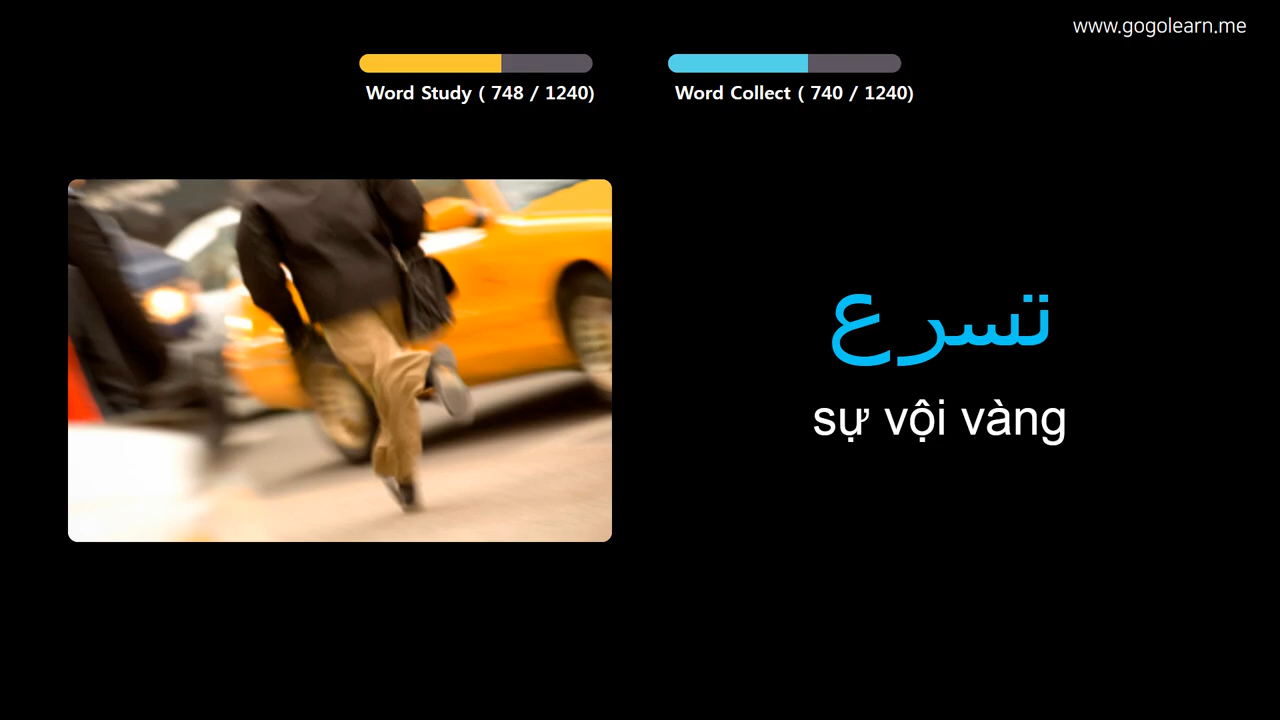 www.gogolearn.me
Word Study ( 748 / 1240)
Word Collect ( 740 / 1240)
تسرع
sự vội vàng